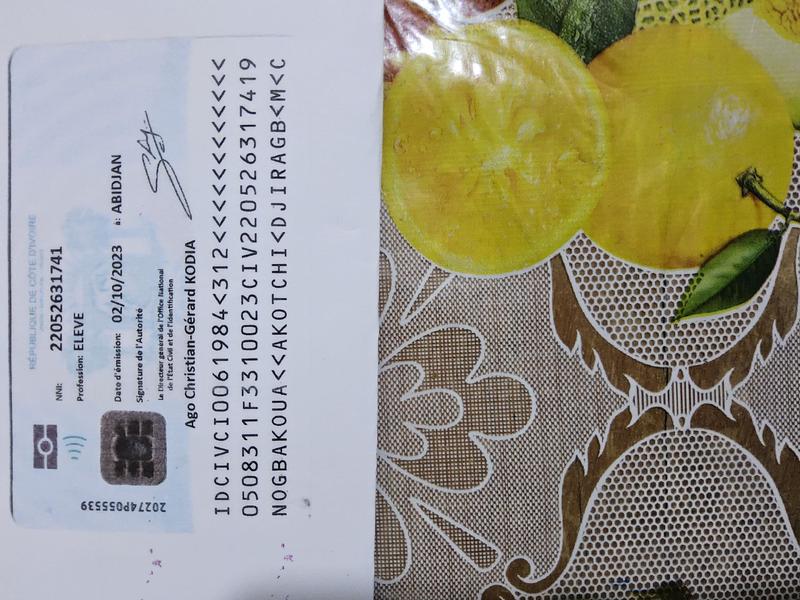 RÉPUBLIQUE DE CÔTE D'IVOIRE
NNI: 22052631741
Profession: ELEVE
Date d'émission: 02/10/2023 à: ABIDJAN
Signature de l'Autorité
Le Directeur général de l'Office National
de l'État Civil et de l'Identification
Ago Christian-Gérard KODIA
20274P055539
IDCIVCI0061984<312<<<<<<<<<<<<
0508311F3310023CIV220526317419
NOGBAKOUA<<AKOTCHI<DJIRAGB<M<C